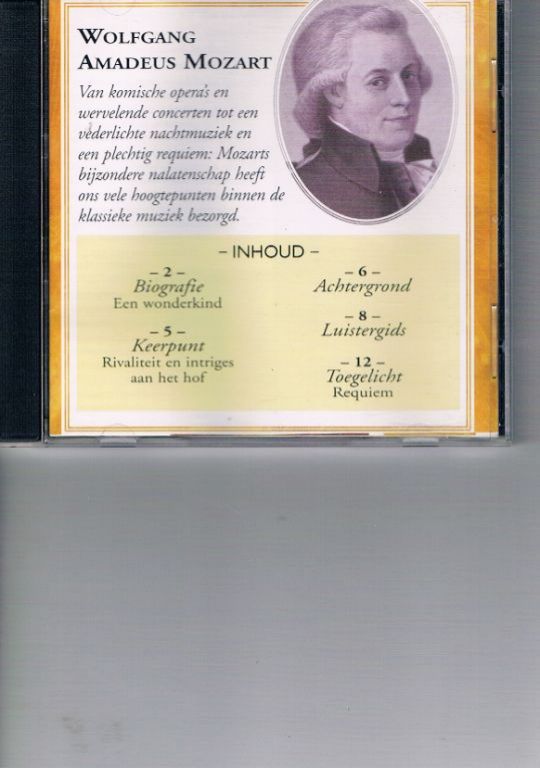 WOLFGANG
AMADEUS MOZART
Van komische opera's en
wervelende concerten tot een
vederlichte nachtmuziek en
een plechtig requiem: Mozarts
bijzondere nalatenschap heeft
ons vele hoogtepunten binnen de
klassieke muziek bezorgd.
– INHOUD –
– 2 –
Biografie
Een wonderkind
– 5 –
Keerpunt
Rivaliteit en intriges
aan het hof
– 6 –
Achtergrond
– 8 –
Luistergids
– 12 –
Toegelicht
Requiem